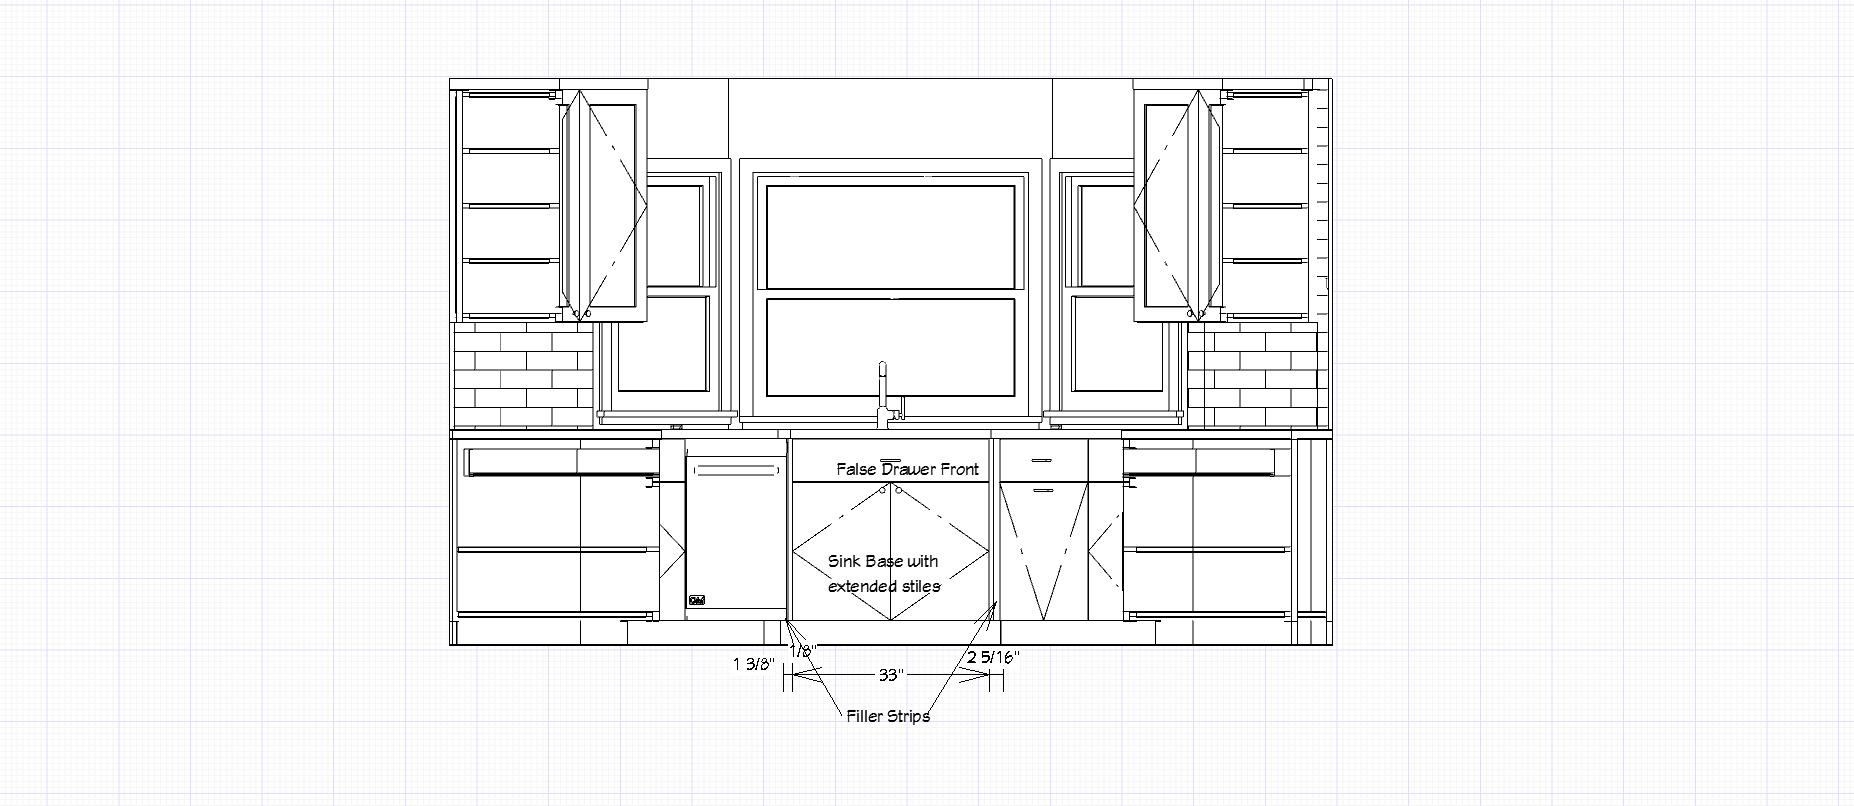 False Drawer Front
Sink Base with
extended stiles
1/8"
1 3/8"
2 5/16"
33"
Filler Strips